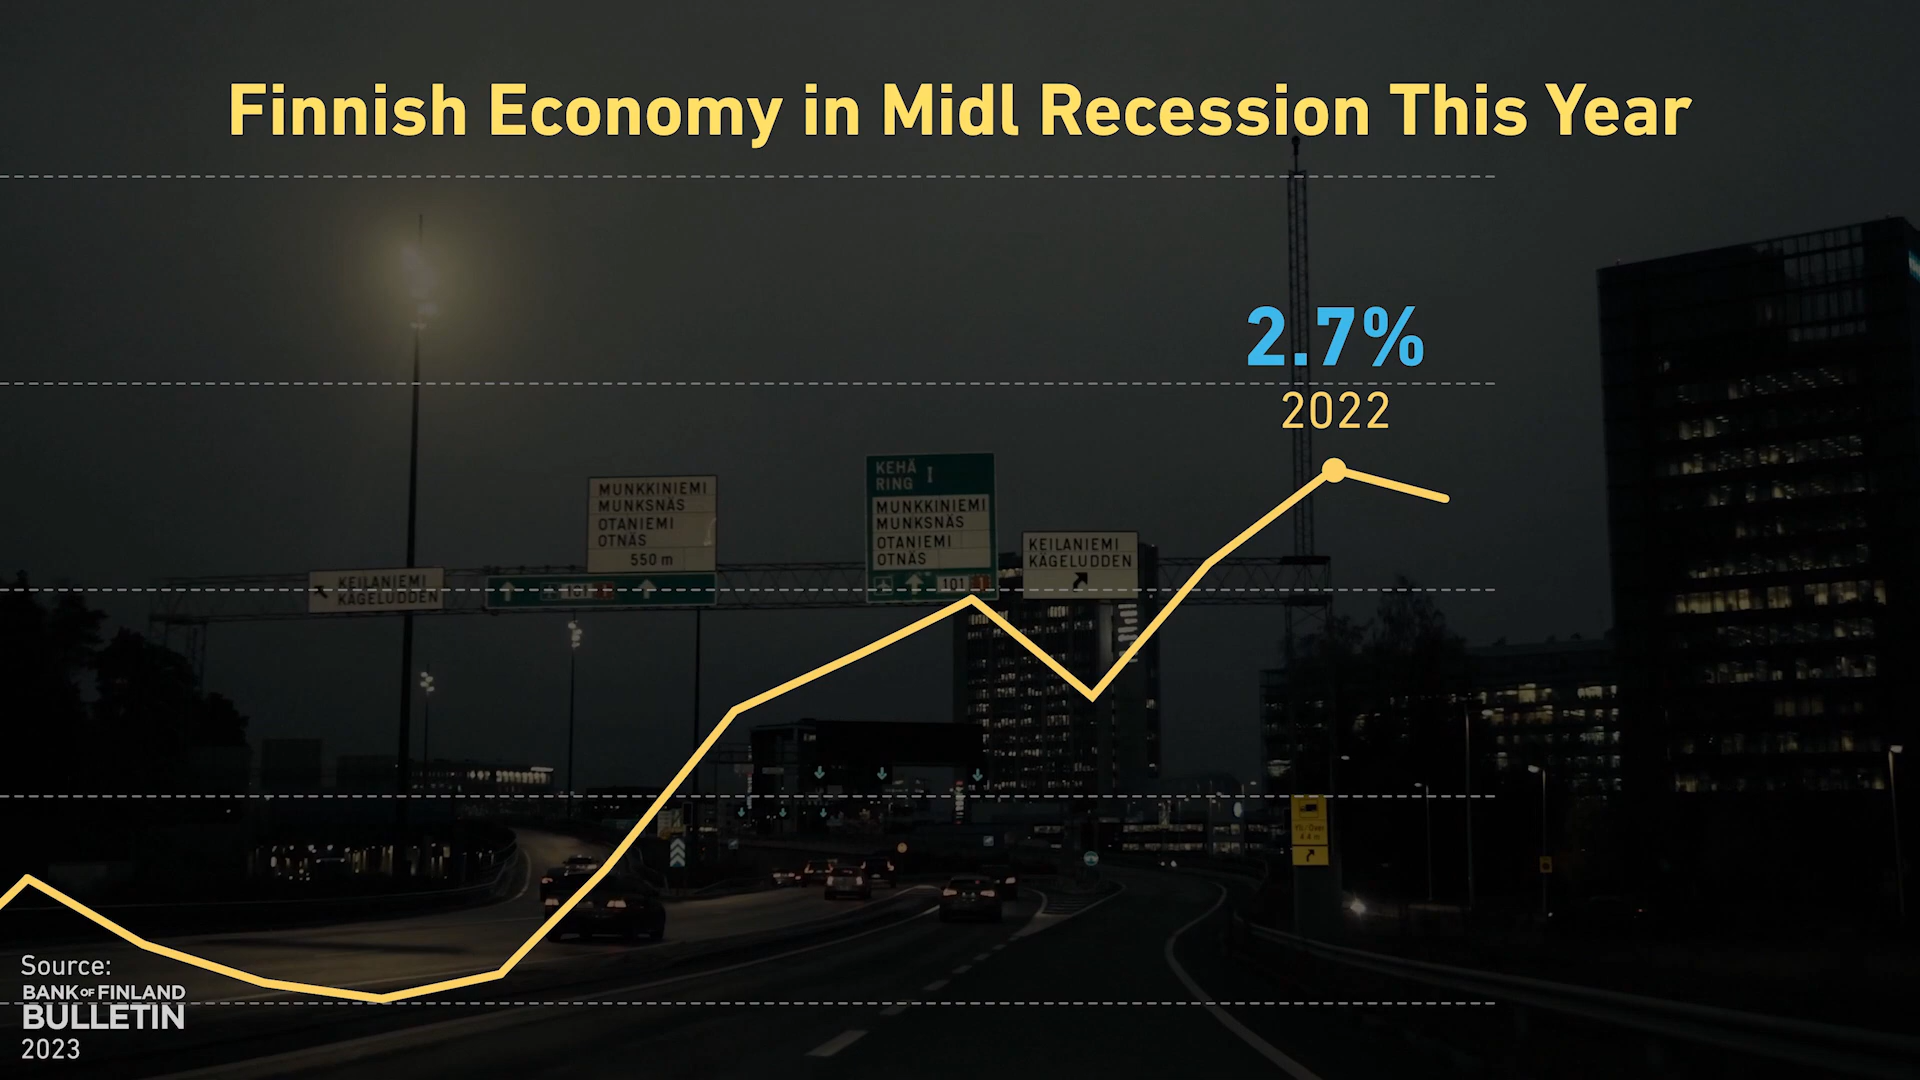 Finnish Economy in Midl Recession This Year
2.7%
2022
KEHÄ I
RING
MUNKKINIEMI
MUNKSNÄS
OTANIEMI
OTNÄS
550 m
MUNKKINIEMI
MUNKSNÄS
OTANIEMI
OTNÄS
101 1
KEILANIEMI
KÄGELUDDEN
KEILANIEMI
KÄGELUDDEN
Source:
BANK OF FINLAND
BULLETIN
2023